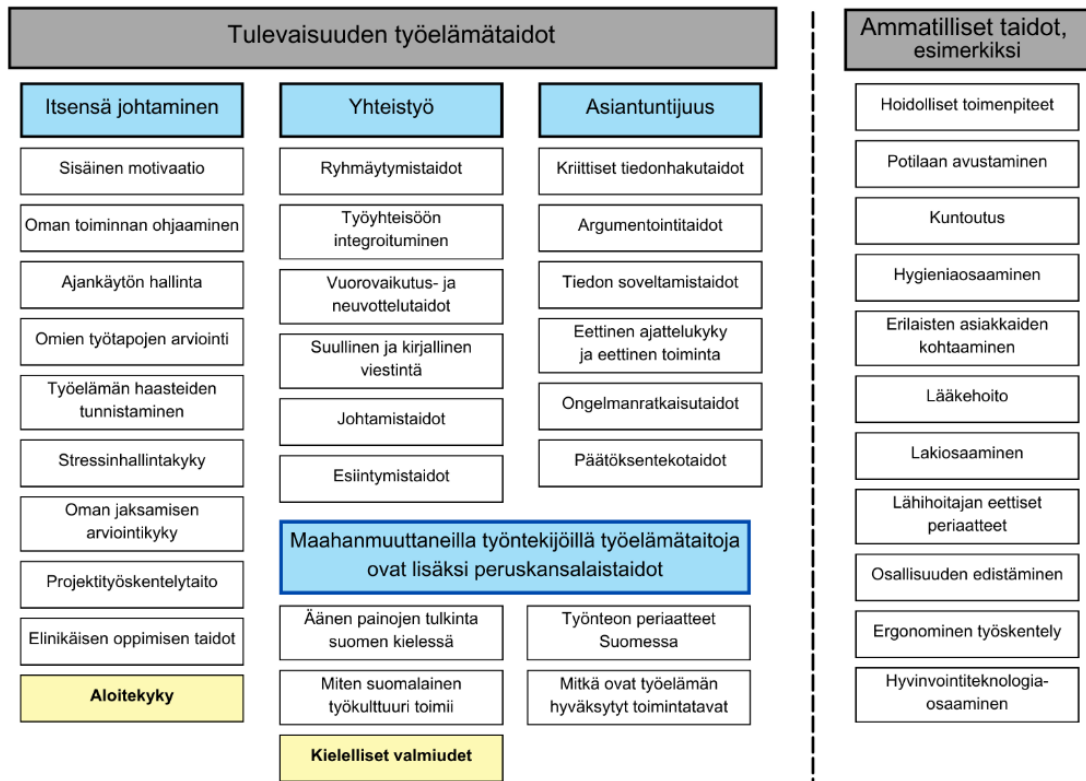 Tulevaisuuden työelämätaidot
Itsensä johtaminen
Sisäinen motivaatio
Oman toiminnan ohjaaminen
Ajankäytön hallinta
Omien työtapojen arviointi
Työelämän haasteiden
tunnistaminen
Stressinhallintakyky
Oman jaksamisen
arviointikyky
Projektityöskentelytaito
Elinikäisen oppimisen taidot
Aloitekyky
Yhteistyö
Ryhmäytymistaidot
Työyhteisöön
integroituminen
Vuorovaikutus- ja
neuvottelutaidot
Suullinen ja kirjallinen
viestintä
Johtamistaidot
Esiintymistaidot
Asiantuntijuus
Kriittiset tiedonhakutaidot
Argumentointitaidot
Tiedon soveltamistaidot
Eettinen ajattelukyky
ja eettinen toiminta
Ongelmanratkaisutaidot
Päätöksentekotaidot
Maahanmuuttaneilla työntekijöillä työelämätaitoja
ovat lisäksi peruskansalaistaidot
Äänen painojen tulkinta
suomen kielessä
Miten suomalainen
työkulttuuri toimii
Kielelliset valmiudet
Työnteon periaatteet
Suomessa
Mitkä ovat työelämän
hyväksytyt toimintatavat
Ammatilliset taidot,
esimerkiksi
Hoidolliset toimenpiteet
Potilaan avustaminen
Kuntoutus
Hygieniaosaaminen
Erilaisten asiakkaiden
kohtaaminen
Lääkehoito
Lakiosaaminen
Lähihoitajan eettiset
periaatteet
Osallisuuden edistäminen
Ergonominen työskentely
Hyvinvointiteknologia-
osaaminen